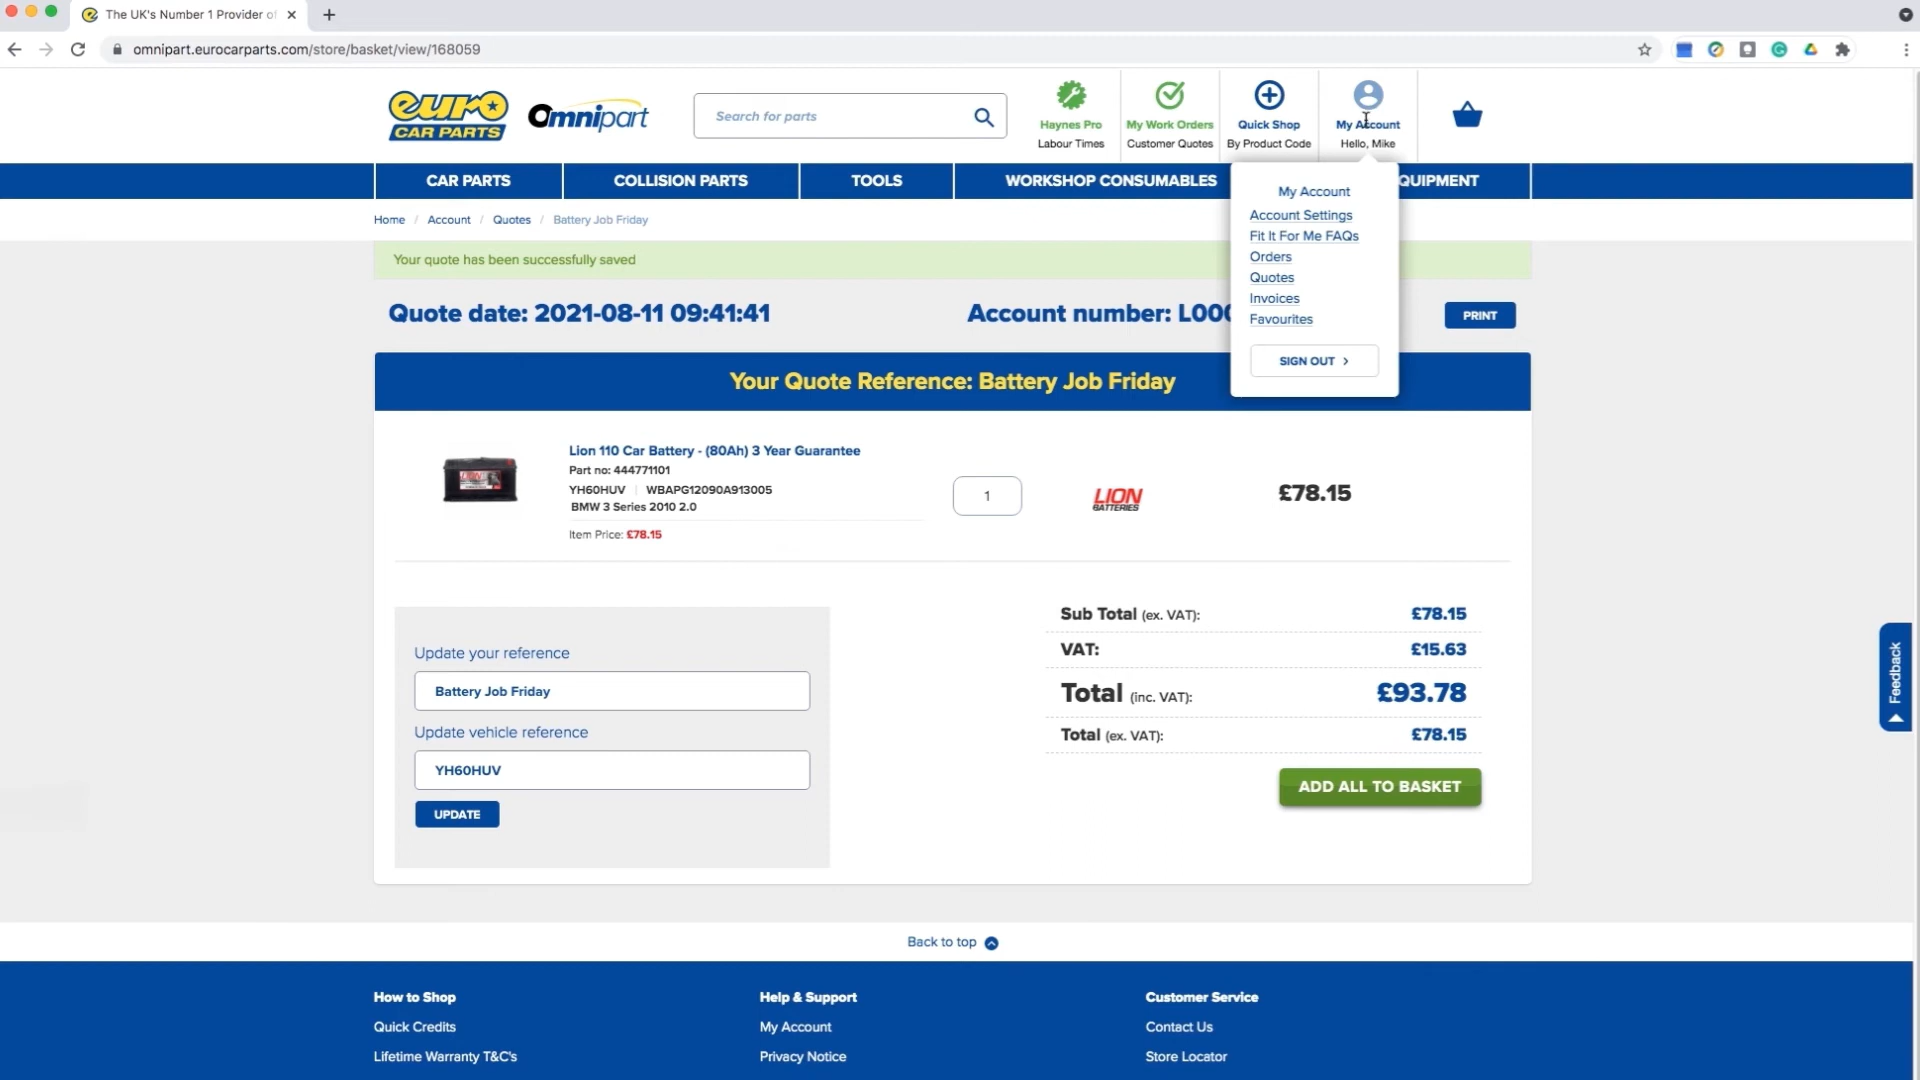 The UK's Number 1 Provider of
omnipart.eurocarparts.com/store/basket/view/168059
euro
CAR PARTS
Omnipart
Search for parts
Haynes Pro
Labour Times
My Work Orders
Customer Quotes
Quick Shop
By Product Code
My Account
Hello, Mike
CAR PARTS
COLLISION PARTS
TOOLS
WORKSHOP CONSUMABLES
QUIPMENT
My Account
Account Settings
Fit It For Me FAQs
Orders
Quotes
Invoices
Favourites
SIGN OUT >
Home / Account / Quotes / Battery Job Friday
Your quote has been successfully saved
Quote date: 2021-08-11 09:41:41
Account number: L000
PRINT
Your Quote Reference: Battery Job Friday
Lion 110 Car Battery - (80Ah) 3 Year Guarantee
Part no: 444771101
YH60HUV | WBAPG12090A913005
BMW 3 Series 2010 2.0
Item Price: £78.15
1
LION
BATTERIES
£78.15
Update your reference
Battery Job Friday
Update vehicle reference
YH60HUV
UPDATE
Sub Total (ex. VAT): £78.15
VAT: £15.63
Total (inc. VAT): £93.78
Total (ex. VAT): £78.15
ADD ALL TO BASKET
Feedback
Back to top
How to Shop
Quick Credits
Lifetime Warranty T&C's
Help & Support
My Account
Privacy Notice
Customer Service
Contact Us
Store Locator